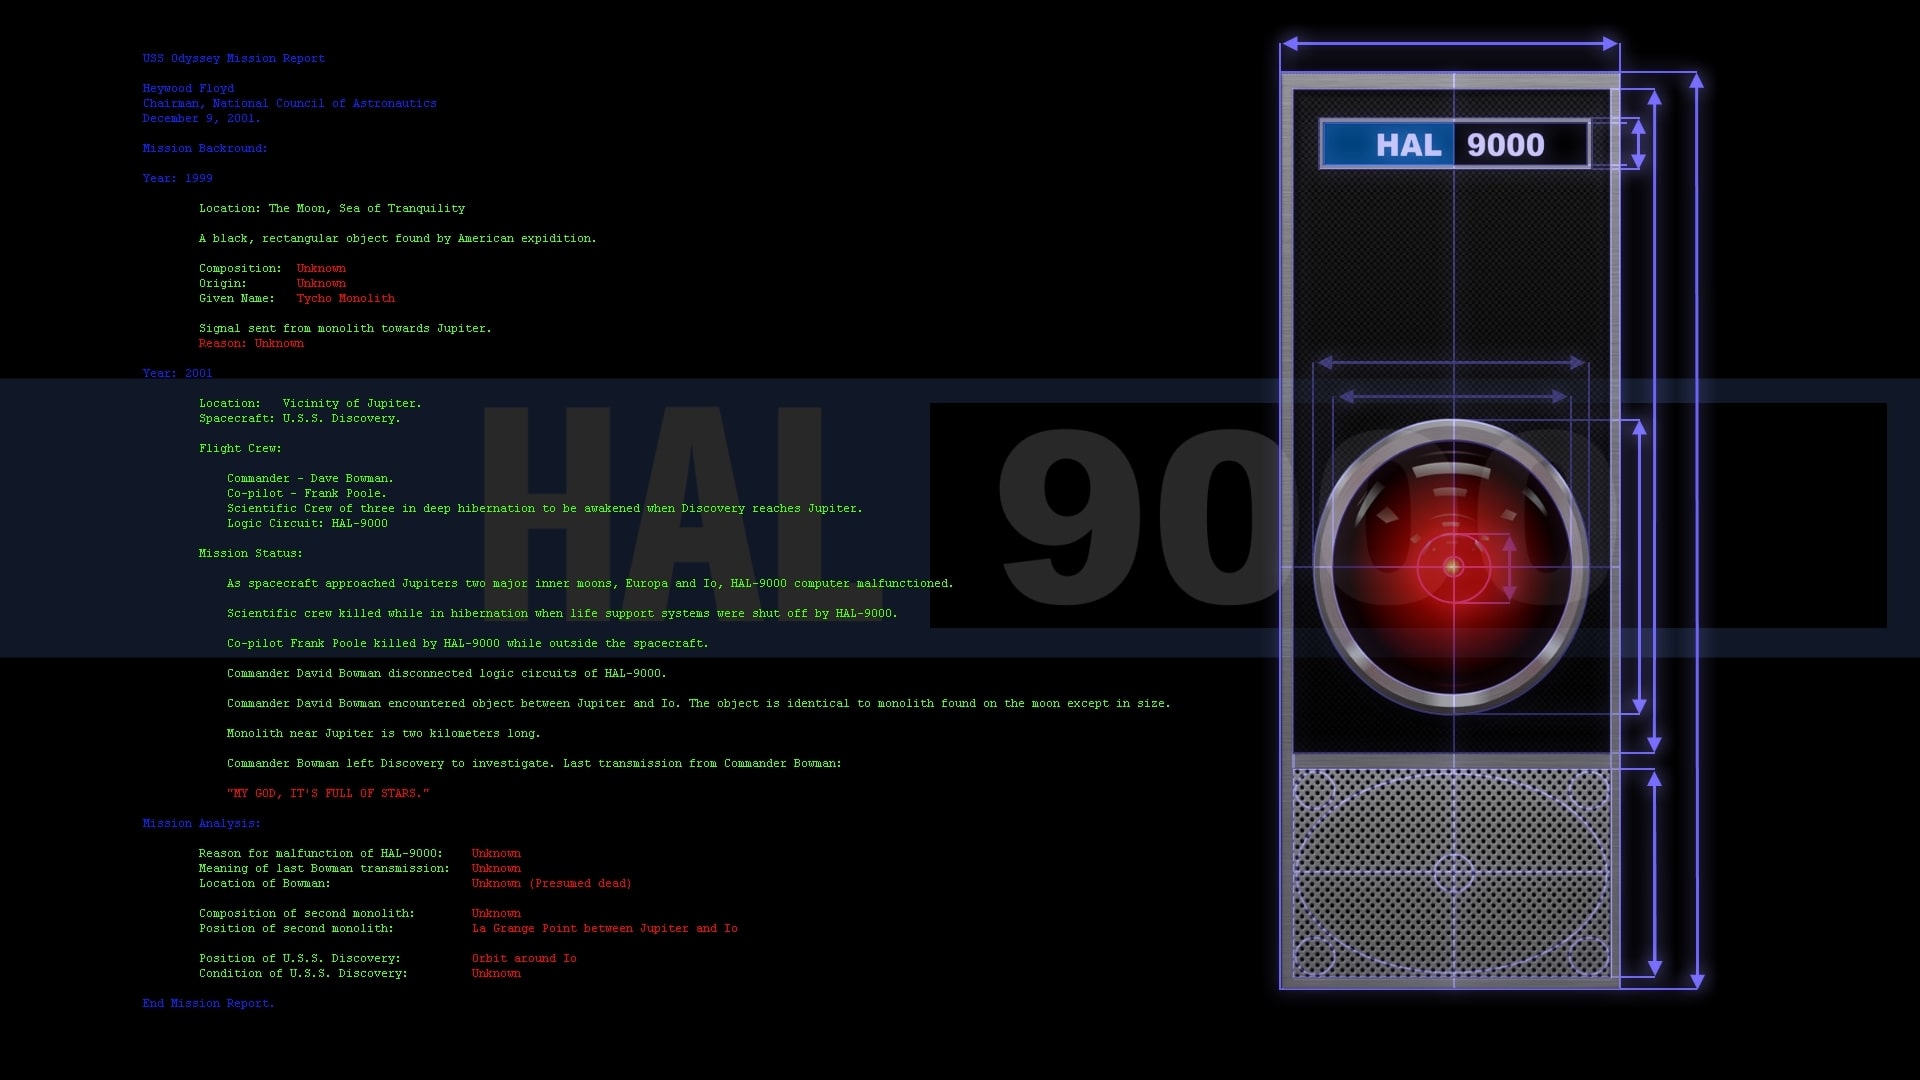 USS Odyssey Mission Report
Heywood Floyd
Chairman, National Council of Astronautics
December 9, 2001.
Mission Backround:
Year: 1999
Location: The Moon, Sea of Tranquility
A black, rectangular object found by American expidition.
Composition: Unknown
Origin: Unknown
Given Name: Tycho Monolith
Signal sent from monolith towards Jupiter.
Reason: Unknown
Year: 2001
Location: Vicinity of Jupiter.
Spacecraft: U.S.S. Discovery.
Flight Crew:
Commander - Dave Bowman.
Co-pilot - Frank Poole.
Scientific Crew of three in deep hibernation to be awakened when Discovery reaches Jupiter.
Logic Circuit: HAL-9000
Mission Status:
As spacecraft approached Jupiters two major inner moons, Europa and Io, HAL-9000 computer malfunctioned.
Scientific crew killed while in hibernation when life support systems were shut off by HAL-9000.
Co-pilot Frank Poole killed by HAL-9000 while outside the spacecraft.
Commander David Bowman disconnected logic circuits of HAL-9000.
Commander David Bowman encountered object between Jupiter and Io. The object is identical to monolith found on the moon except in size.
Monolith near Jupiter is two kilometers long.
Commander Bowman left Discovery to investigate. Last transmission from Commander Bowman:
"MY GOD, IT'S FULL OF STARS."
Mission Analysis:
Reason for malfunction of HAL-9000: Unknown
Meaning of last Bowman transmission: Unknown
Location of Bowman: Unknown (Presumed dead)
Composition of second monolith: Unknown
Position of second monolith: La Grange Point between Jupiter and Io
Position of U.S.S. Discovery: Orbit around Io
Condition of U.S.S. Discovery: Unknown
End Mission Report.
HAL 9000
HAL 9000